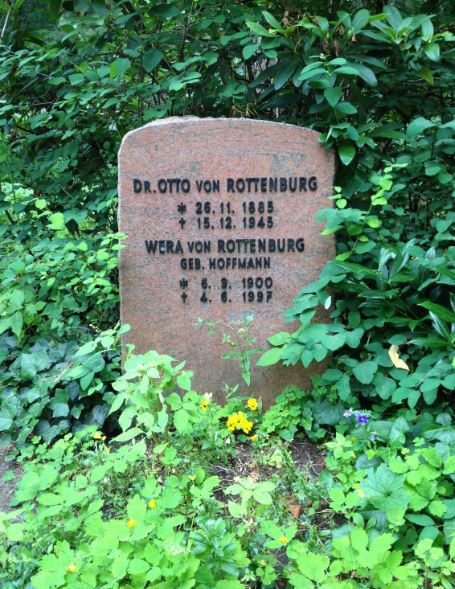 DR. OTTO VON ROTTENBURG
* 26. 11. 1885
† 15. 12. 1945
WERA VON ROTTENBURG
GEB. HOFFMANN
* 6. 9. 1900
† 4. 6. 1997